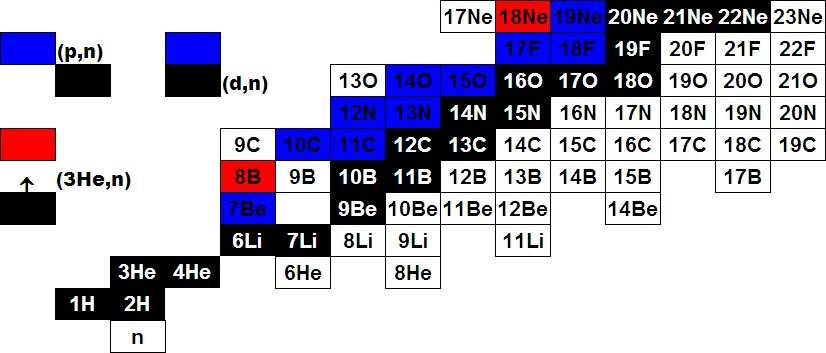 17Ne 18Ne 19Ne 20Ne 21Ne 22Ne 23Ne
(p,n) 17F 18F 19F 20F 21F 22F
(d,n) 13O 14O 15O 16O 17O 18O 19O 20O 21O
12N 13N 14N 15N 16N 17N 18N 19N 20N
9C 10C 11C 12C 13C 14C 15C 16C 17C 18C 19C
(3He,n) 8B 9B 10B 11B 12B 13B 14B 15B 17B
7Be 9Be 10Be 11Be 12Be 14Be
6Li 7Li 8Li 9Li 11Li
3He 4He 6He 8He
1H 2H
n